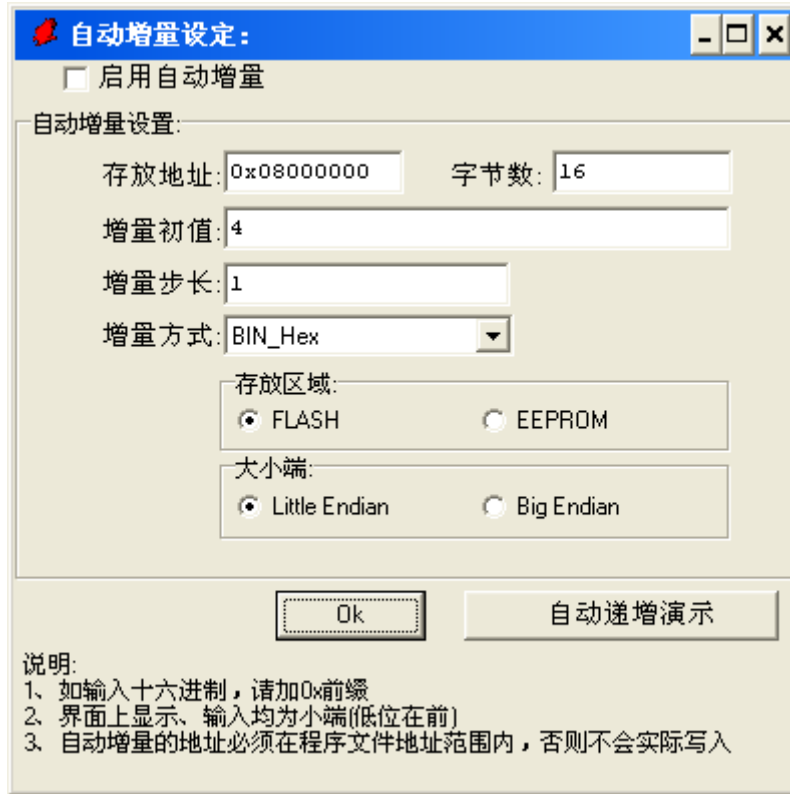 自动增量设定:
启用自动增量
自动增量设置:
存放地址: 0x08000000 字节数: 16
增量初值: 4
增量步长: 1
增量方式: BIN_Hex
存放区域:
FLASH EEPROM
大小端:
Little Endian Big Endian
Ok 自动递增演示
说明:
1、如输入十六进制，请加0x前缀
2、界面上显示、输入均为小端(低位在前)
3、自动增量的地址必须在程序文件地址范围内，否则不会实际写入